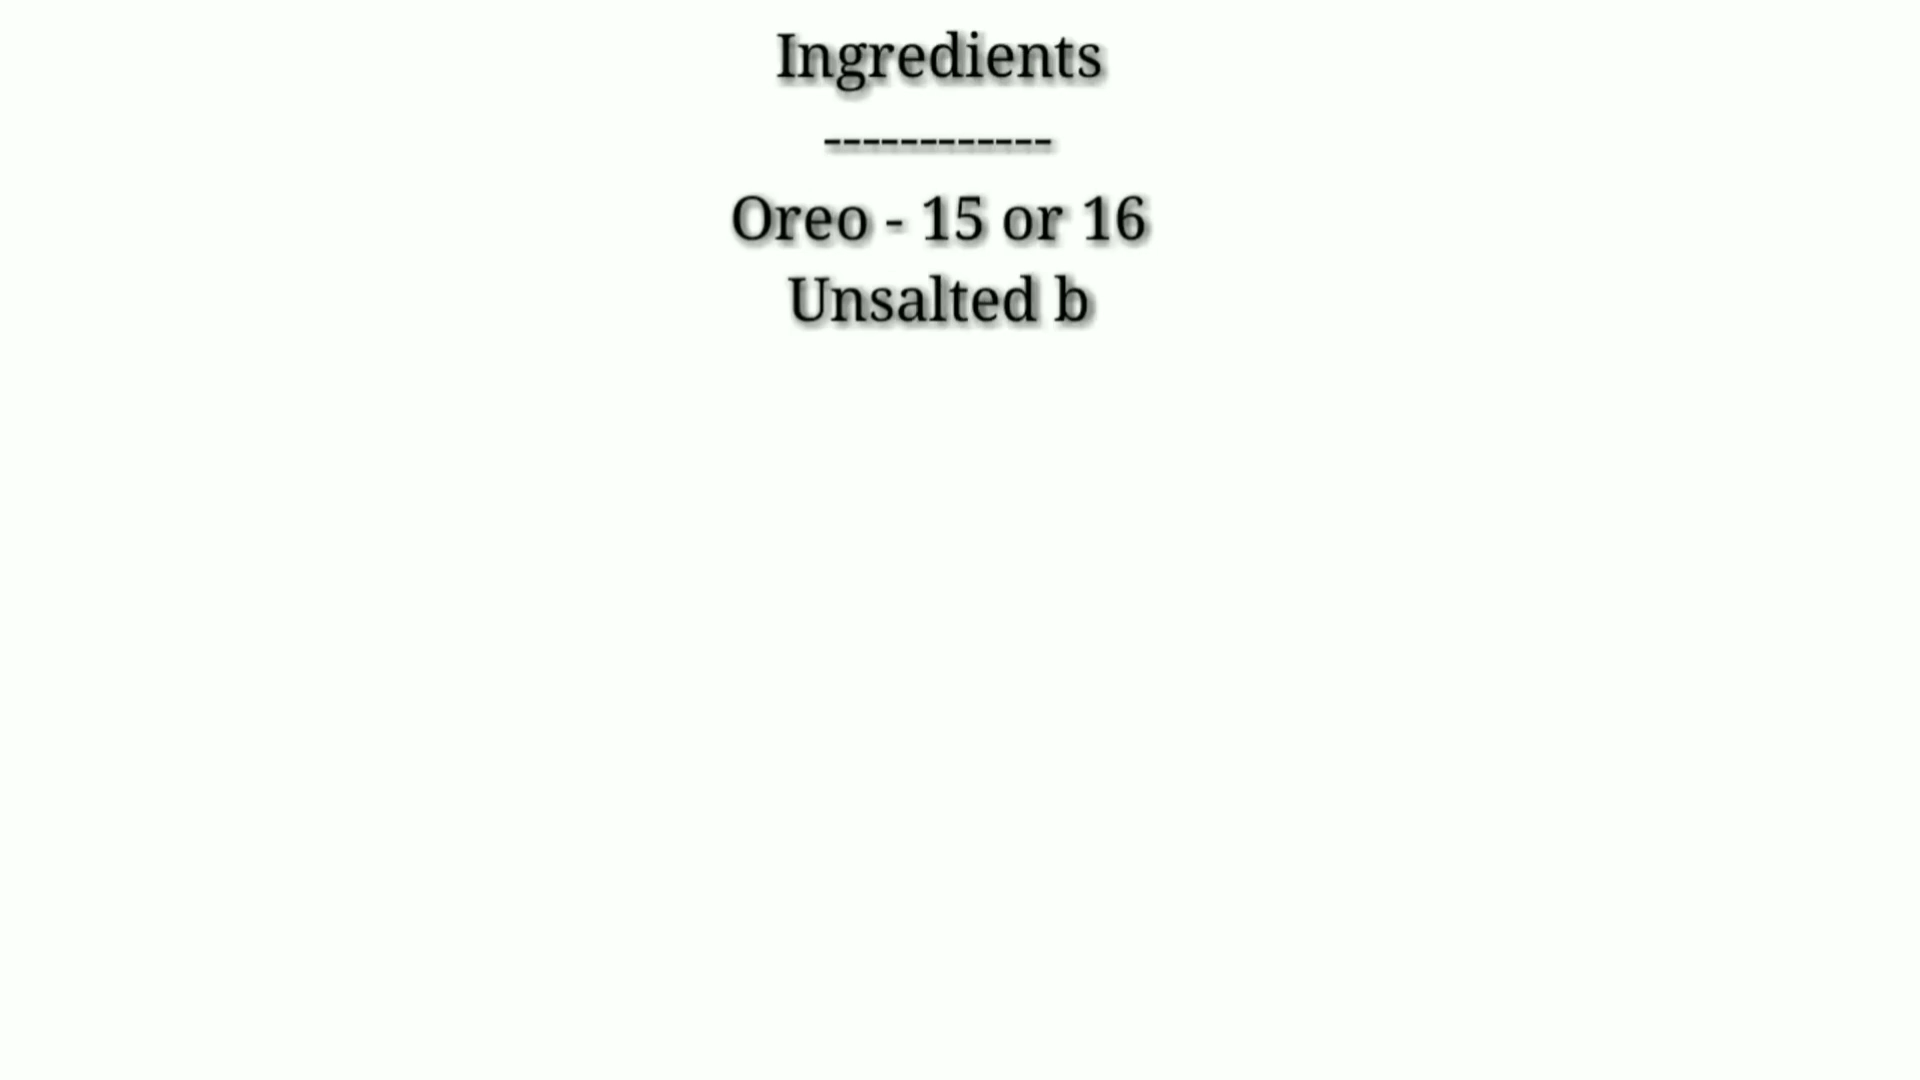 Ingredients
------------
Oreo - 15 or 16
Unsalted b